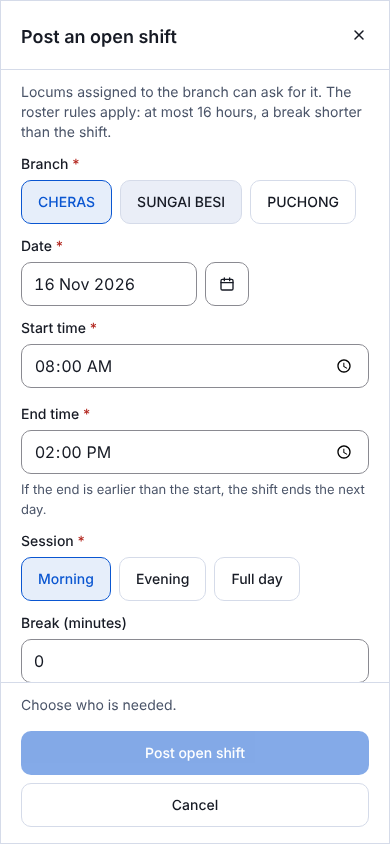 Post an open shift
Locums assigned to the branch can ask for it. The
roster rules apply: at most 16 hours, a break shorter
than the shift.
Branch *
CHERAS SUNGAI BESI PUCHONG
Date *
16 Nov 2026
Start time *
08:00 AM
End time *
02:00 PM
If the end is earlier than the start, the shift ends the next
day.
Session *
Morning Evening Full day
Break (minutes)
0
Choose who is needed.
Post open shift
Cancel